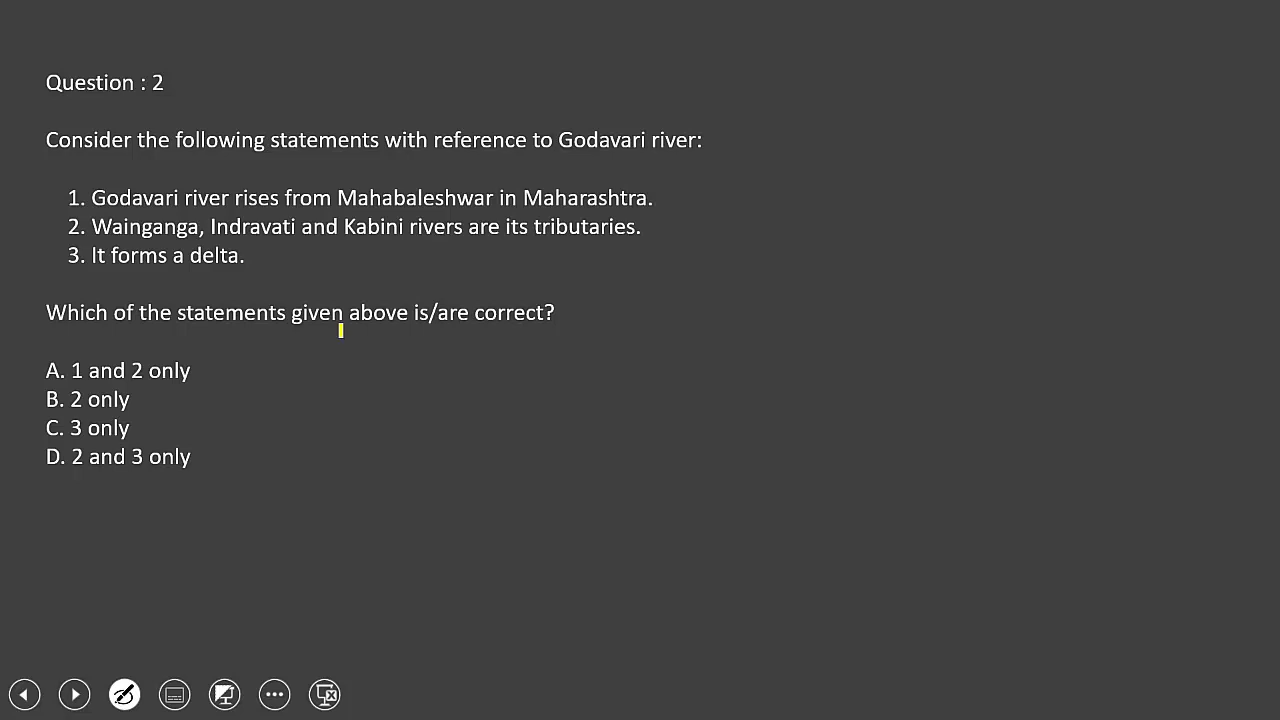 Question : 2
Consider the following statements with reference to Godavari river:
1. Godavari river rises from Mahabaleshwar in Maharashtra.
2. Wainganga, Indravati and Kabini rivers are its tributaries.
3. It forms a delta.
Which of the statements given above is/are correct?
A. 1 and 2 only
B. 2 only
C. 3 only
D. 2 and 3 only